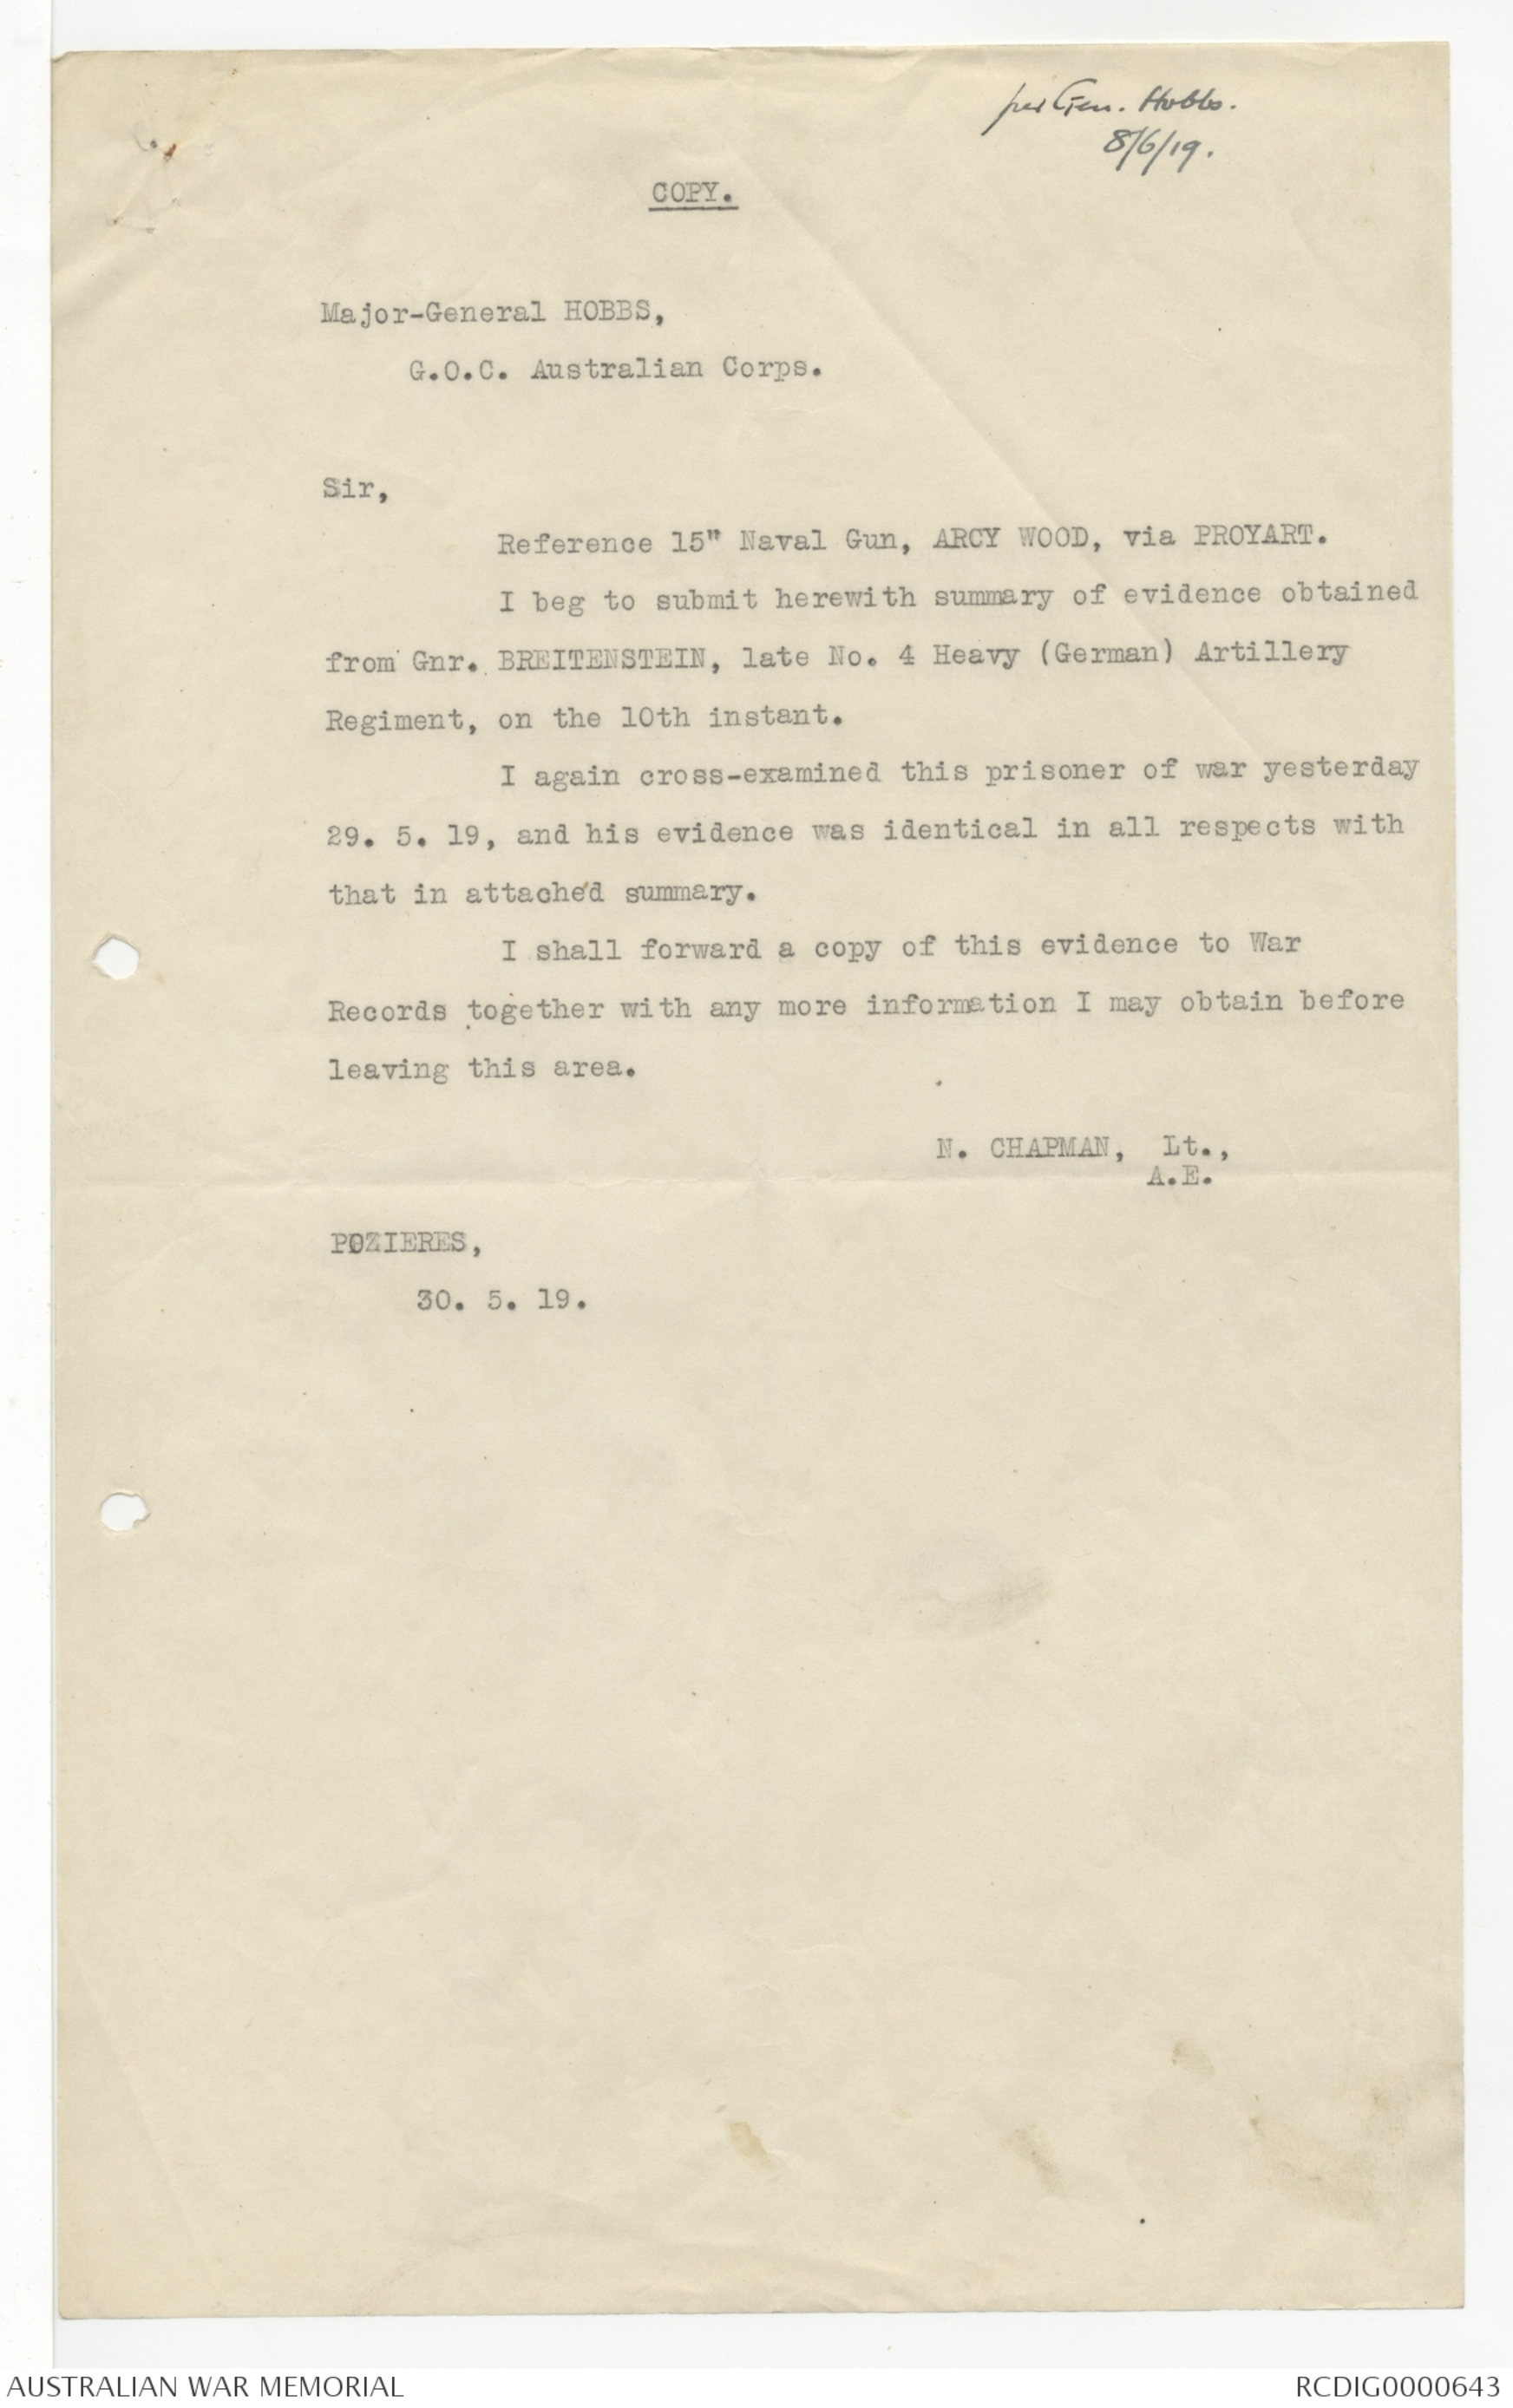 per Gen. Hobbs.
8/6/19.
COPY.
Major-General HOBBS,
G.O.C. Australian Corps.
Sir,
Reference 15" Naval Gun, ARCY WOOD, via PROYART.
I beg to submit herewith summary of evidence obtained
from Gnr. BREITENSTEIN, late No. 4 Heavy (German) Artillery
Regiment, on the 10th instant.
I again cross-examined this prisoner of war yesterday
29. 5. 19, and his evidence was identical in all respects with
that in attached summary.
I shall forward a copy of this evidence to War
Records together with any more information I may obtain before
leaving this area.
N. CHAPMAN, Lt.,
A.E.
POZIERES,
30. 5. 19.
AUSTRALIAN WAR MEMORIAL
RCDIG0000643